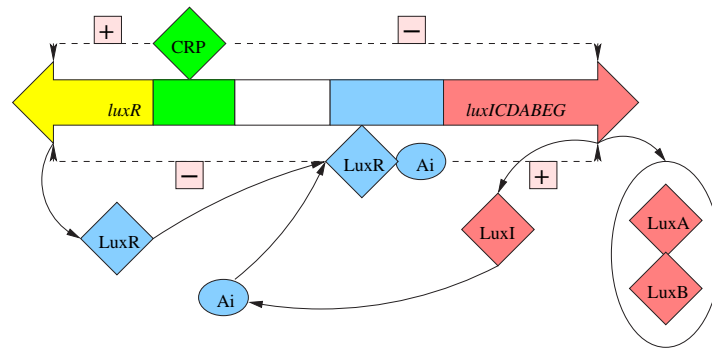 +
CRP
−
luxR
luxICDABEG
−
LuxR
Ai
+
LuxR
LuxI
LuxA
Ai
LuxB